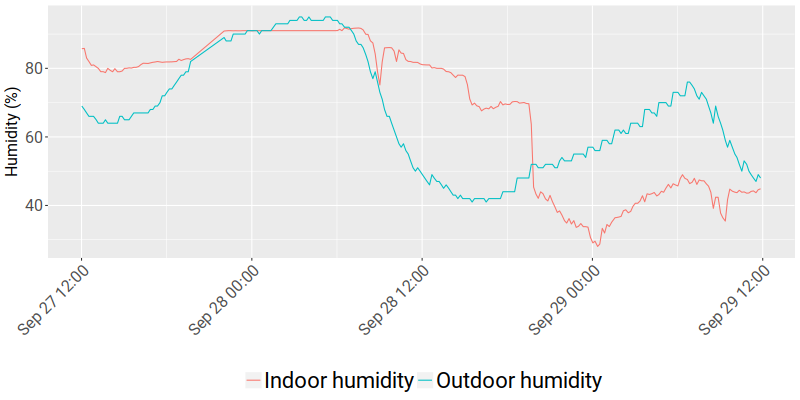 Humidity (%)
80
60
40
Sep 27 12:00
Sep 28 00:00
Sep 28 12:00
Sep 29 00:00
Sep 29 12:00
Indoor humidity
Outdoor humidity